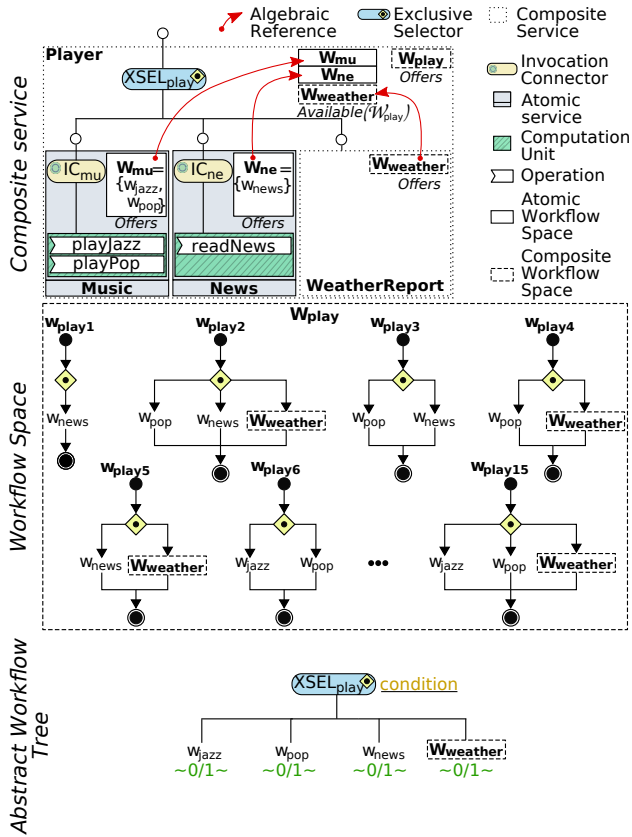 Algebraic Reference
Exclusive Selector
Composite Service
Invocation Connector
Atomic service
Computation Unit
Operation
Atomic Workflow Space
Composite Workflow Space
Composite service
Player
XSELplay
Wmu
Wne
Wweather
Available(Wplay)
Wplay
Offers
ICmu
Wmu=
{wjazz,
wpop}
Offers
playJazz
playPop
Music
ICne
Wne=
{wnews}
Offers
readNews
News
Wweather
Offers
WeatherReport
Workflow Space
Wplay
wplay1
wnews
wplay2
wpop
wnews
Wweather
wplay3
wpop
wnews
wplay4
wpop
Wweather
wplay5
wnews
Wweather
wplay6
wjazz
wpop
•••
wplay15
wjazz
wpop
Wweather
Abstract Workflow
Tree
XSELplay
condition
wjazz
wpop
wnews
Wweather
~0/1~
~0/1~
~0/1~
~0/1~